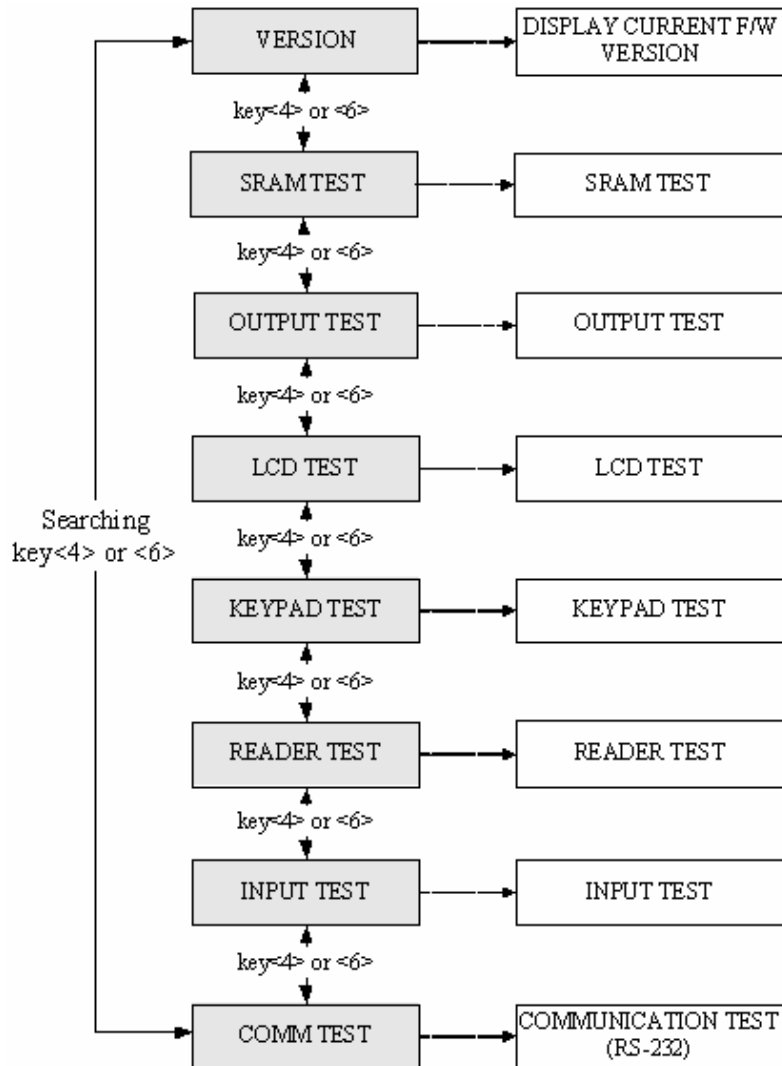 VERSION
DISPLAY CURRENT F/W
VERSION
key<4> or <6>
SRAM TEST
SRAM TEST
key<4> or <6>
OUTPUT TEST
OUTPUT TEST
key<4> or <6>
LCD TEST
LCD TEST
Searching
key<4> or <6>
key<4> or <6>
KEYPAD TEST
KEYPAD TEST
key<4> or <6>
READER TEST
READER TEST
key<4> or <6>
INPUT TEST
INPUT TEST
key<4> or <6>
COMM TEST
COMMUNICATION TEST
(RS-232)